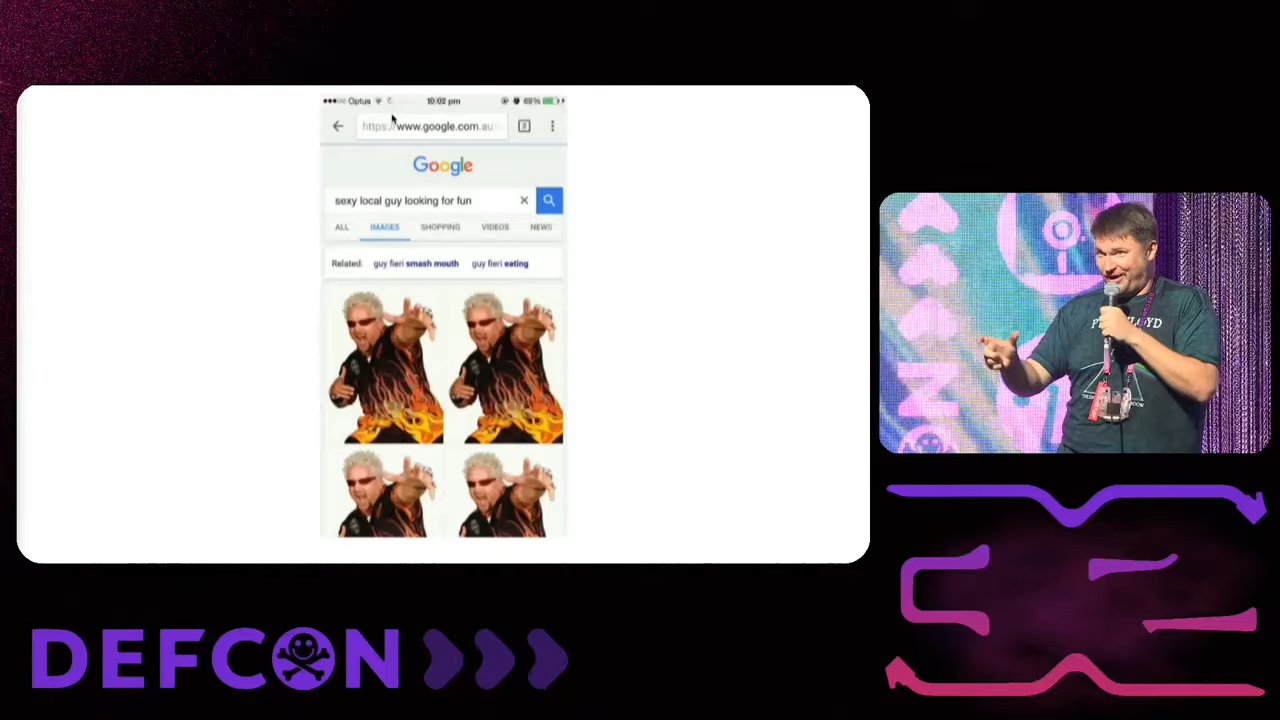 Optus 10:02 pm 69%
https://www.google.com.au
2
Google
sexy local guy looking for fun
ALL IMAGES SHOPPING VIDEOS NEWS
Related: guy fieri smash mouth guy fieri eating
DEFCON